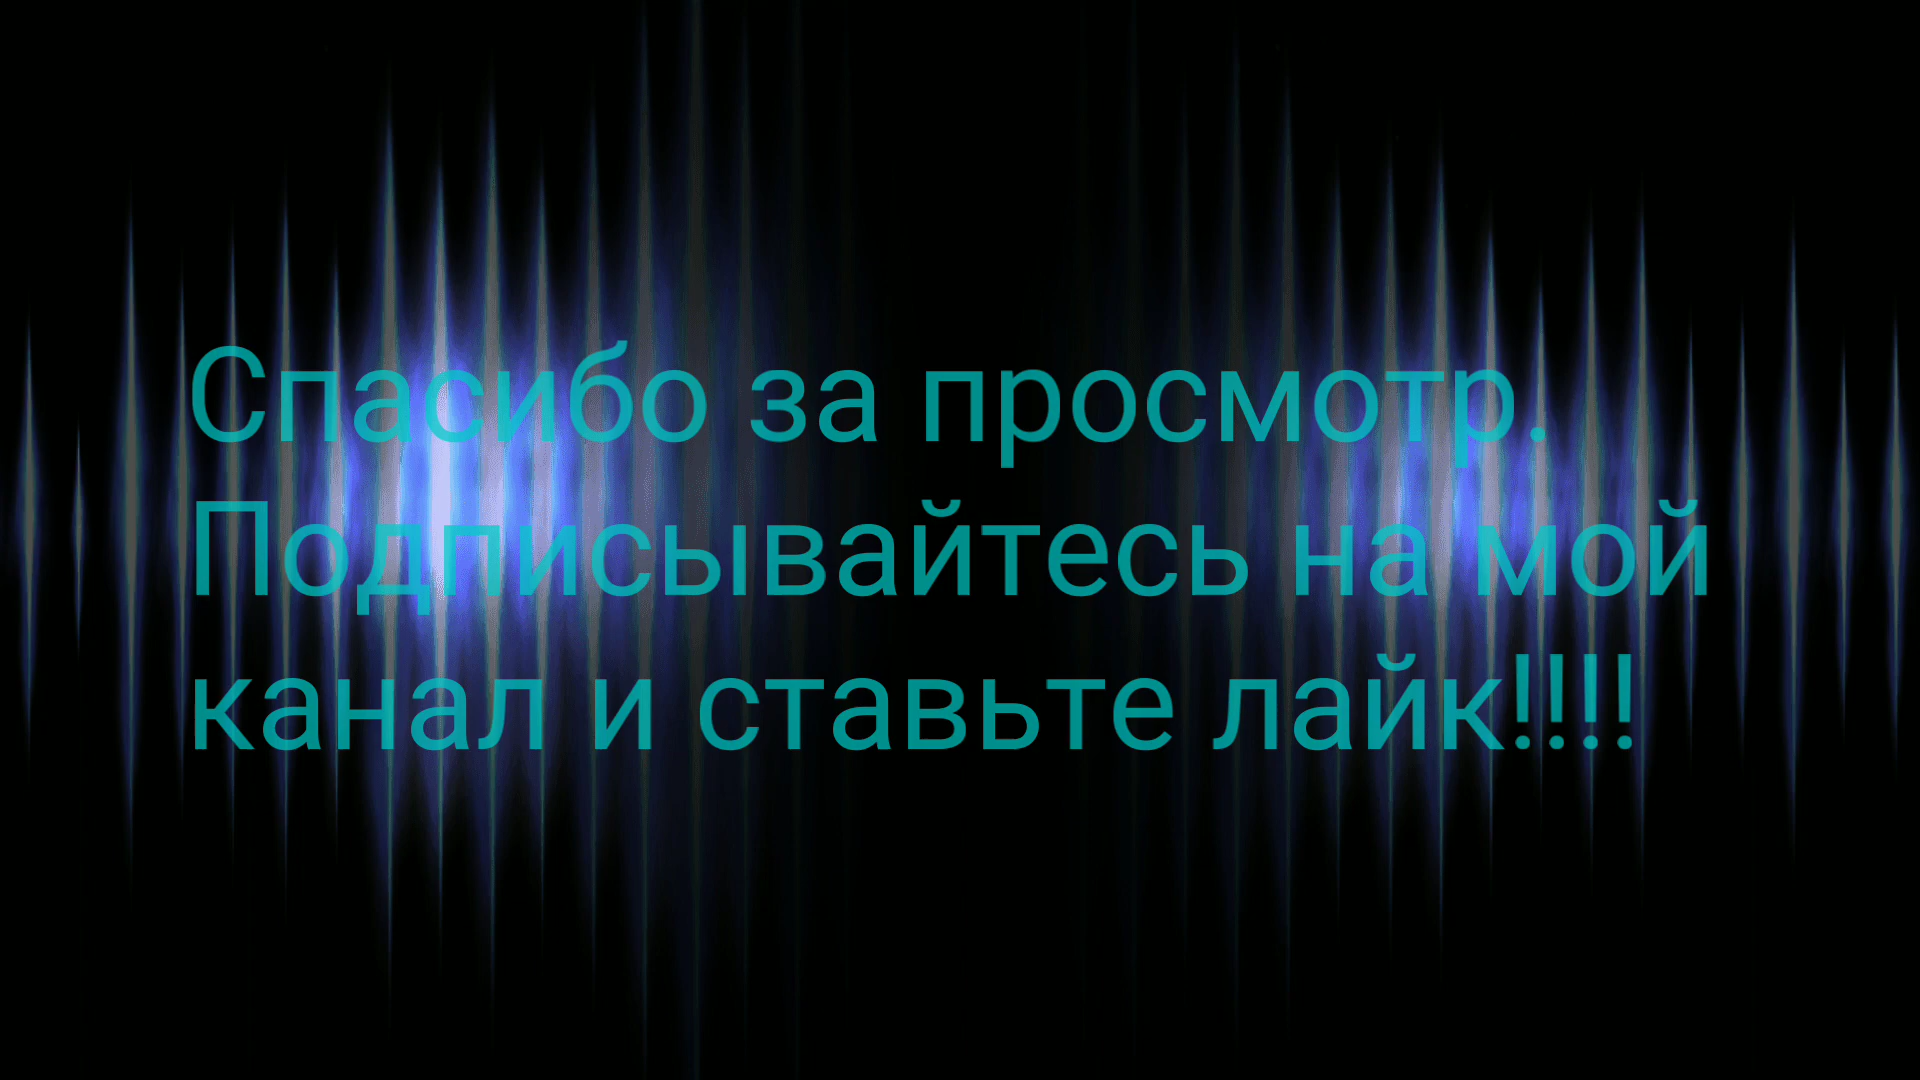 Спасибо за просмотр.
Подписывайтесь на мой
канал и ставьте лайк!!!!